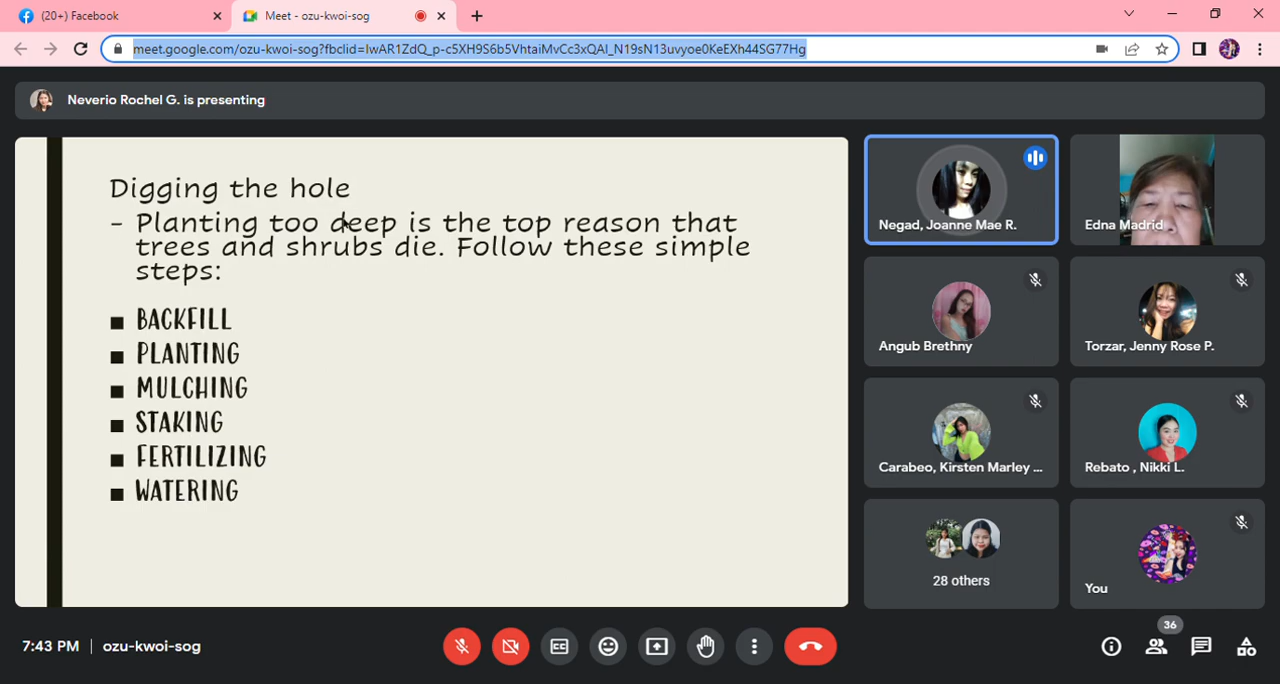 (20+) Facebook
Meet - ozu-kwoi-sog
meet.google.com/ozu-kwoi-sog?fbclid=IwAR1ZdQ_p-c5XH9S6b5VhtaiMvCc3xQAI_N19sN13uvyoe0KeEXh44SG77Hg
Neverio Rochel G. is presenting
Digging the hole
- Planting too deep is the top reason that
trees and shrubs die. Follow these simple
steps:
■ BACKFILL
■ PLANTING
■ MULCHING
■ STAKING
■ FERTILIZING
■ WATERING
Negad, Joanne Mae R.
Edna Madrid
Angub Brethny
Torzar, Jenny Rose P.
Carabeo, Kirsten Marley ...
Rebato , Nikki L.
28 others
You
7:43 PM | ozu-kwoi-sog
36